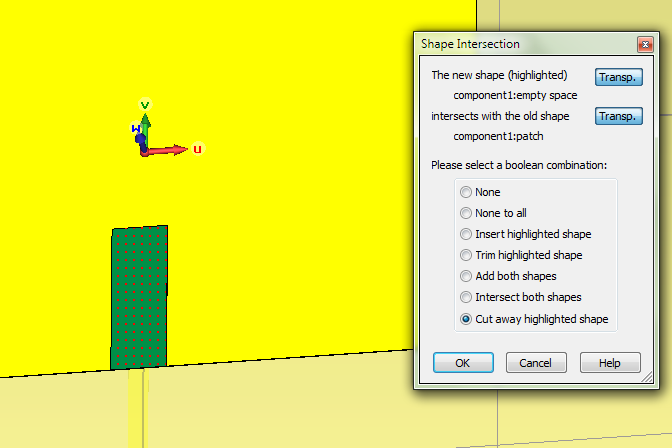 Shape Intersection
The new shape (highlighted)
Transp.
component1:empty space
intersects with the old shape
Transp.
component1:patch
Please select a boolean combination:
None
None to all
Insert highlighted shape
Trim highlighted shape
Add both shapes
Intersect both shapes
Cut away highlighted shape
OK Cancel Help
v
w
u